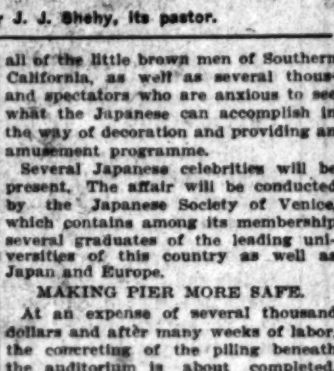 J. J. Shehy, its pastor.
all of the little brown men of Southern
California, as well as several thous
and spectators who are anxious to see
what the Japanese can accomplish in
the way of decoration and providing an
amusement programme.
Several Japanese celebrities will be
present. The affair will be conducted
by the Japanese Society of Venice
which contains among its membership
several graduates of the leading uni-
versities of this country as well as
Japan and Europe.
MAKING PIER MORE SAFE.
At an expense of several thousand
dollars and after many weeks of labor,
the concreting of the piling beneath
the auditorium is about completed